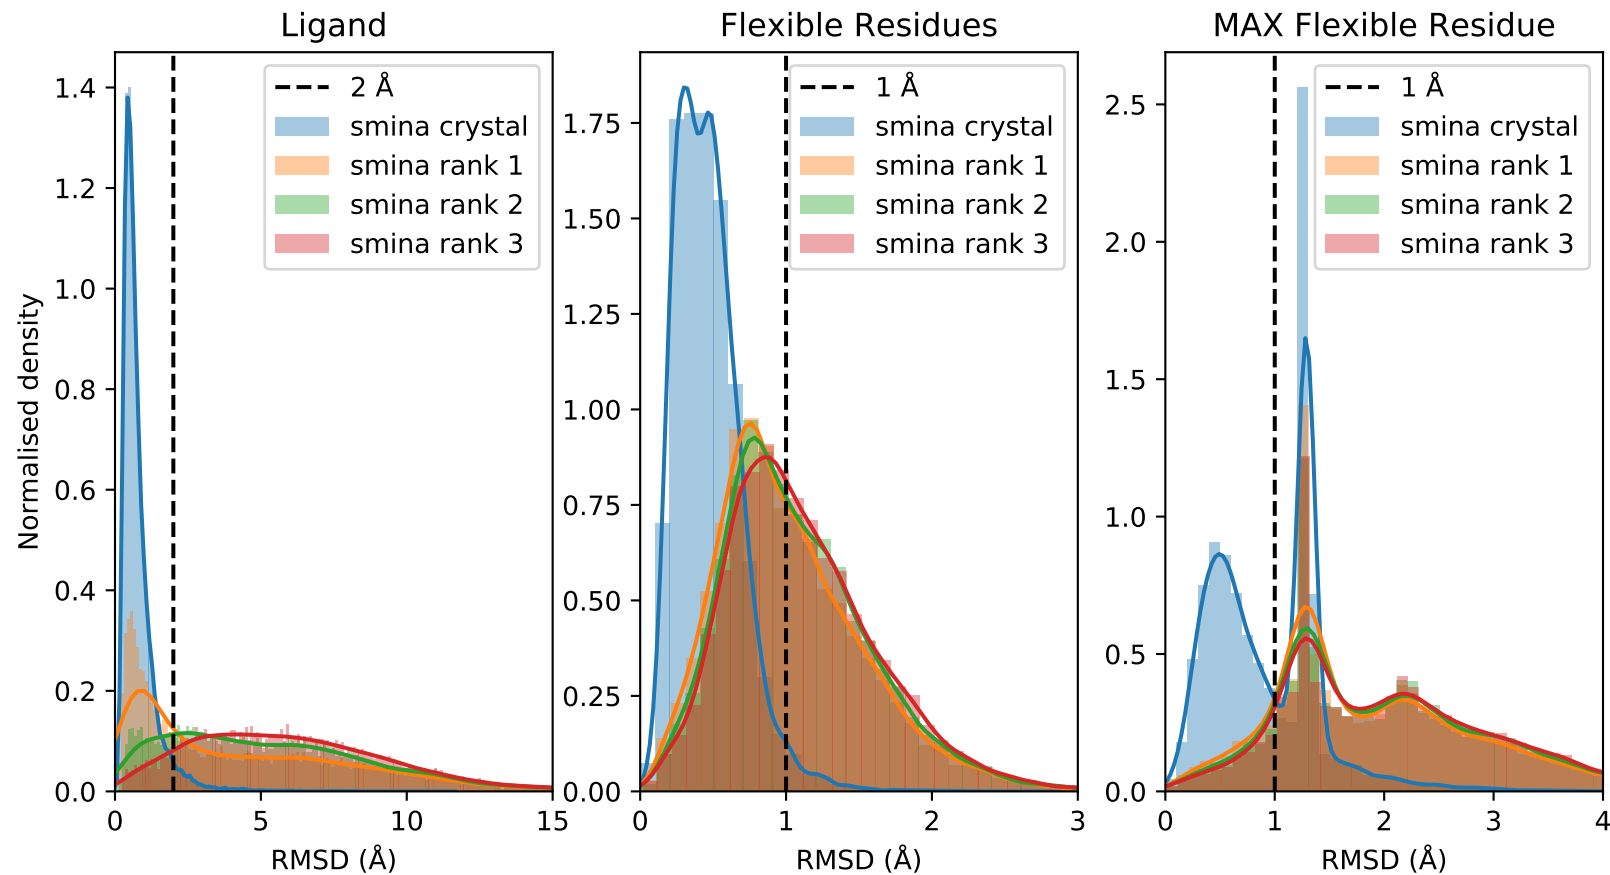 Ligand
Flexible Residues
MAX Flexible Residue
2 Å
smina crystal
smina rank 1
smina rank 2
smina rank 3
1 Å
smina crystal
smina rank 1
smina rank 2
smina rank 3
1 Å
smina crystal
smina rank 1
smina rank 2
smina rank 3
Normalised density
1.4
1.2
1.0
0.8
0.6
0.4
0.2
0.0
0 5 10 15
RMSD (Å)
1.75
1.50
1.25
1.00
0.75
0.50
0.25
0.00
0 1 2 3
RMSD (Å)
2.5
2.0
1.5
1.0
0.5
0.0
0 1 2 3 4
RMSD (Å)